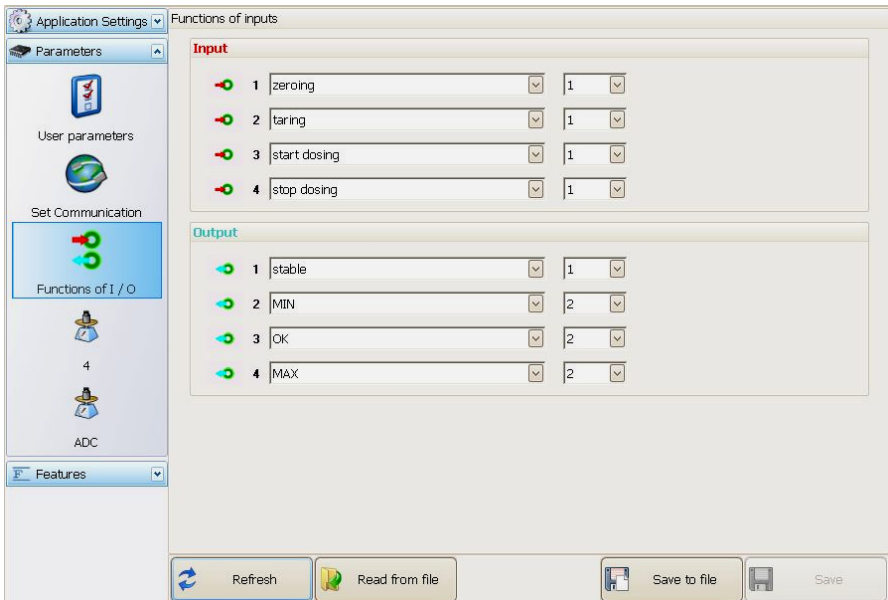 Application Settings
Parameters
User parameters
Set Communication
Functions of I / O
4
ADC
F Features
Functions of inputs
Input
1 zeroing 1
2 taring 1
3 start dosing 1
4 stop dosing 1
Output
1 stable 1
2 MIN 2
3 OK 2
4 MAX 2
Refresh
Read from file
Save to file
Save